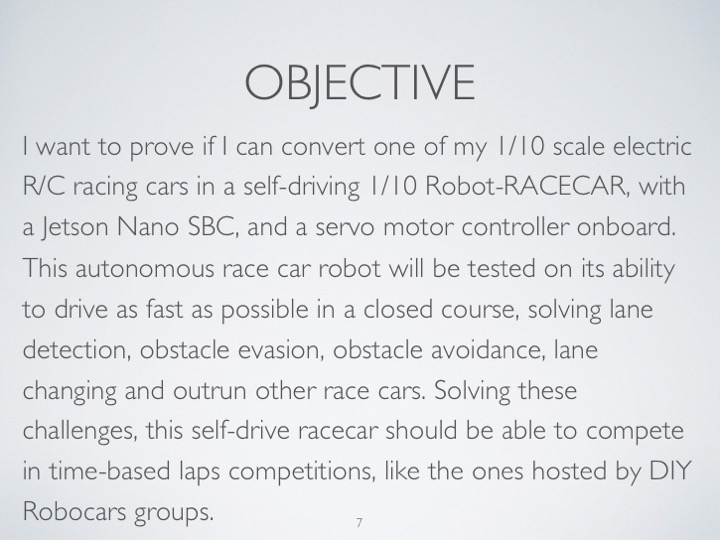 OBJECTIVE
I want to prove if I can convert one of my 1/10 scale electric
R/C racing cars in a self-driving 1/10 Robot-RACECAR, with
a Jetson Nano SBC, and a servo motor controller onboard.
This autonomous race car robot will be tested on its ability
to drive as fast as possible in a closed course, solving lane
detection, obstacle evasion, obstacle avoidance, lane
changing and outrun other race cars. Solving these
challenges, this self-drive racecar should be able to compete
in time-based laps competitions, like the ones hosted by DIY
Robocars groups.
7